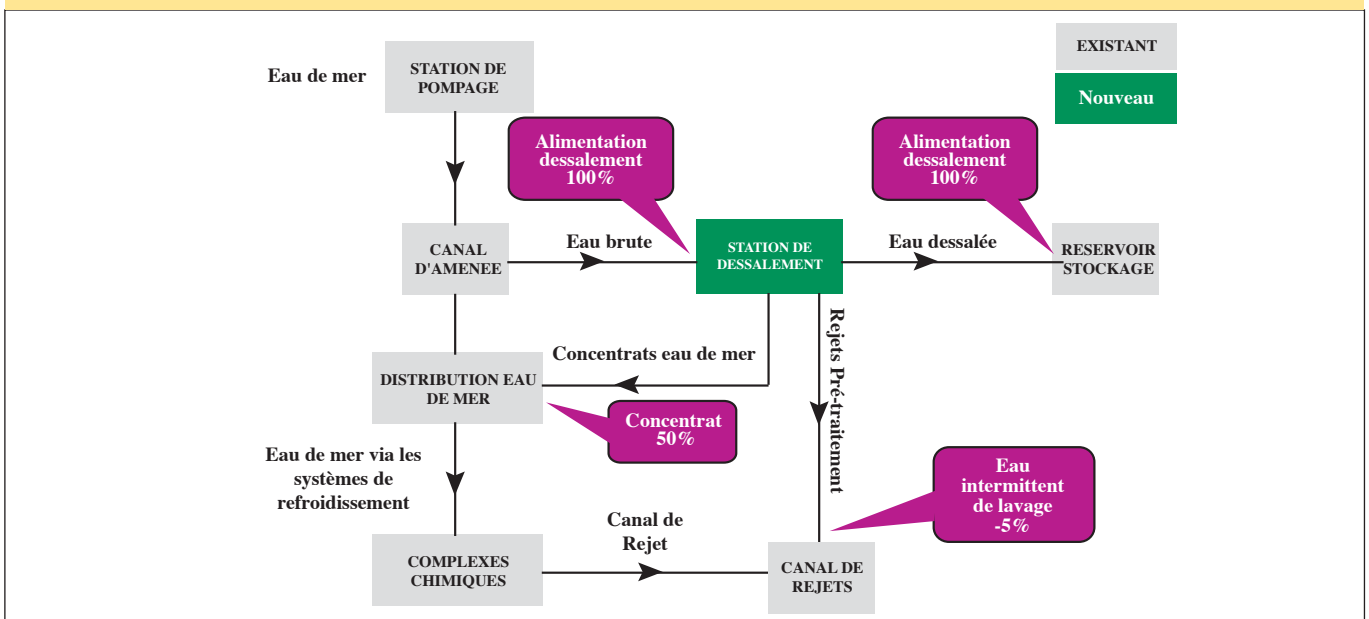 Eau de mer
STATION DE
POMPAGE
EXISTANT
Nouveau
Alimentation
dessalement
100%
Alimentation
dessalement
100%
CANAL
D'AMENEE
Eau brute
STATION DE
DESSALEMENT
Eau dessalée
RESERVOIR
STOCKAGE
Concentrats eau de mer
Rejets Pré-traitement
DISTRIBUTION EAU
DE MER
Concentrat
50%
Eau de mer via les
systèmes de
refroidissement
Eau
intermittent
de lavage
-5%
Canal de
Rejet
COMPLEXES
CHIMIQUES
CANAL DE
REJETS